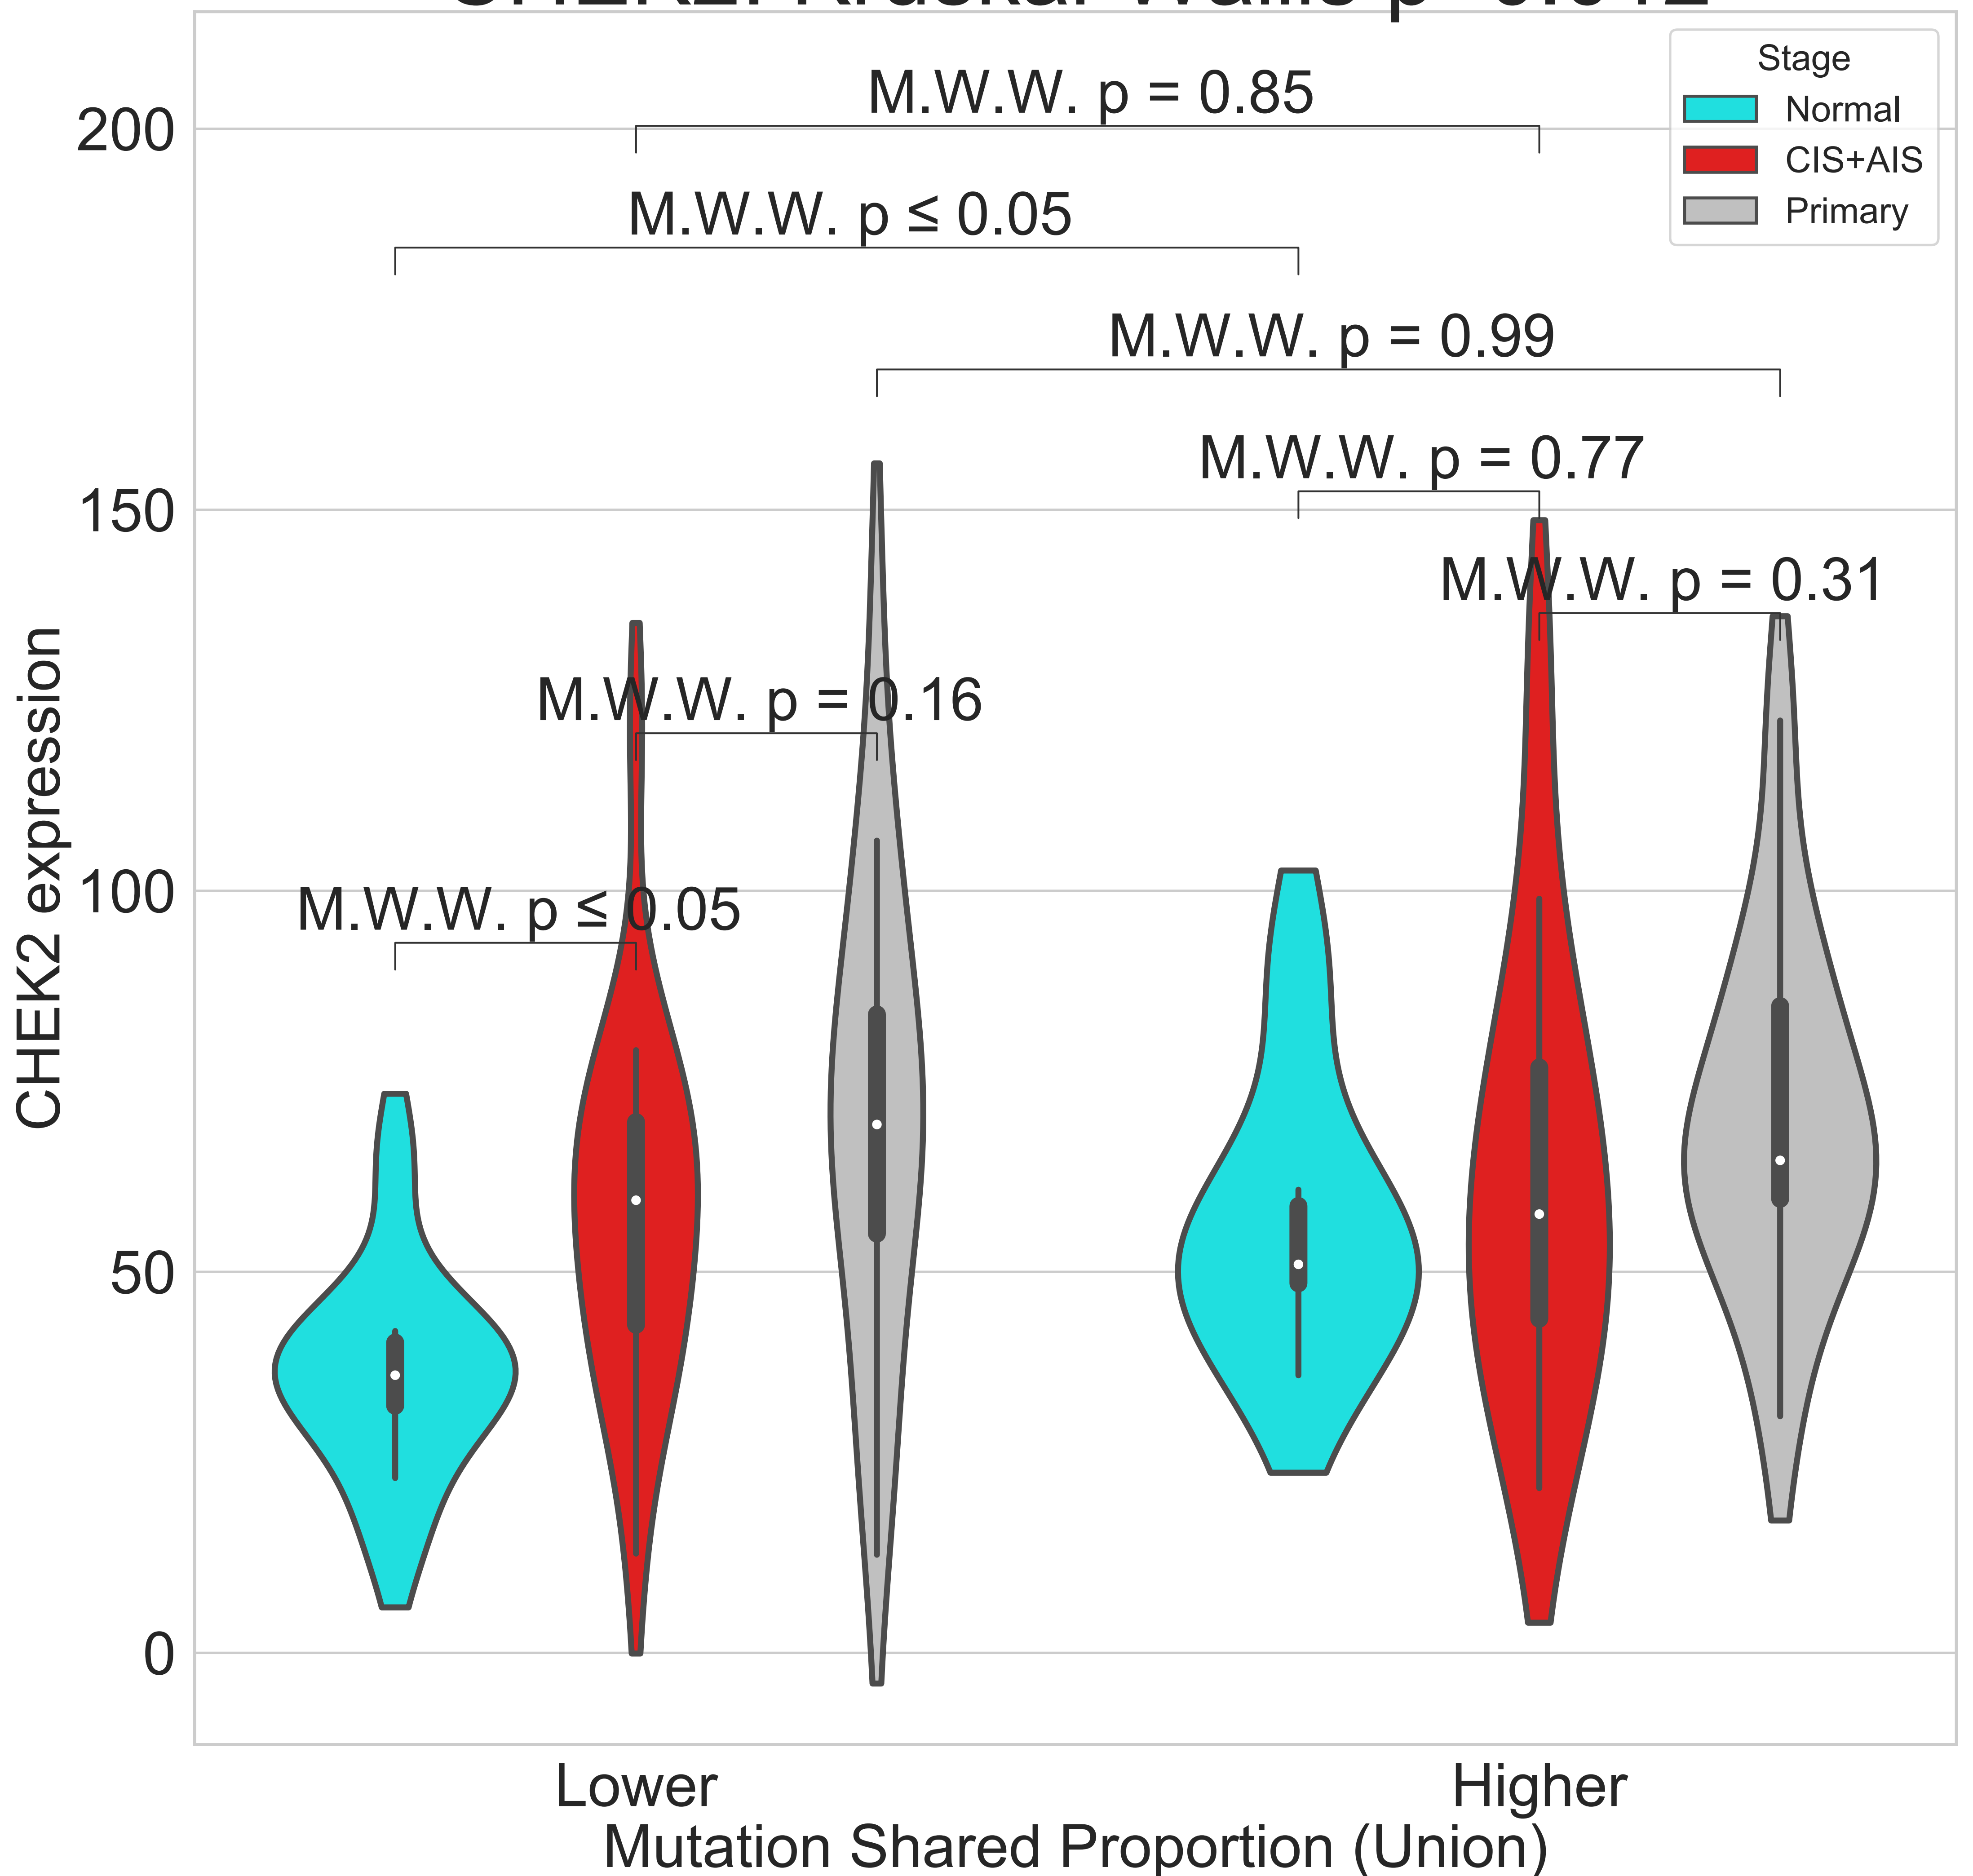 Stage
Normal
CIS+AIS
Primary
M.W.W. p = 0.85
M.W.W. p ≤ 0.05
M.W.W. p = 0.99
M.W.W. p = 0.77
M.W.W. p = 0.31
M.W.W. p = 0.16
M.W.W. p ≤ 0.05
200
150
100
50
0
CHEK2 expression
Lower
Higher
Mutation Shared Proportion (Union)